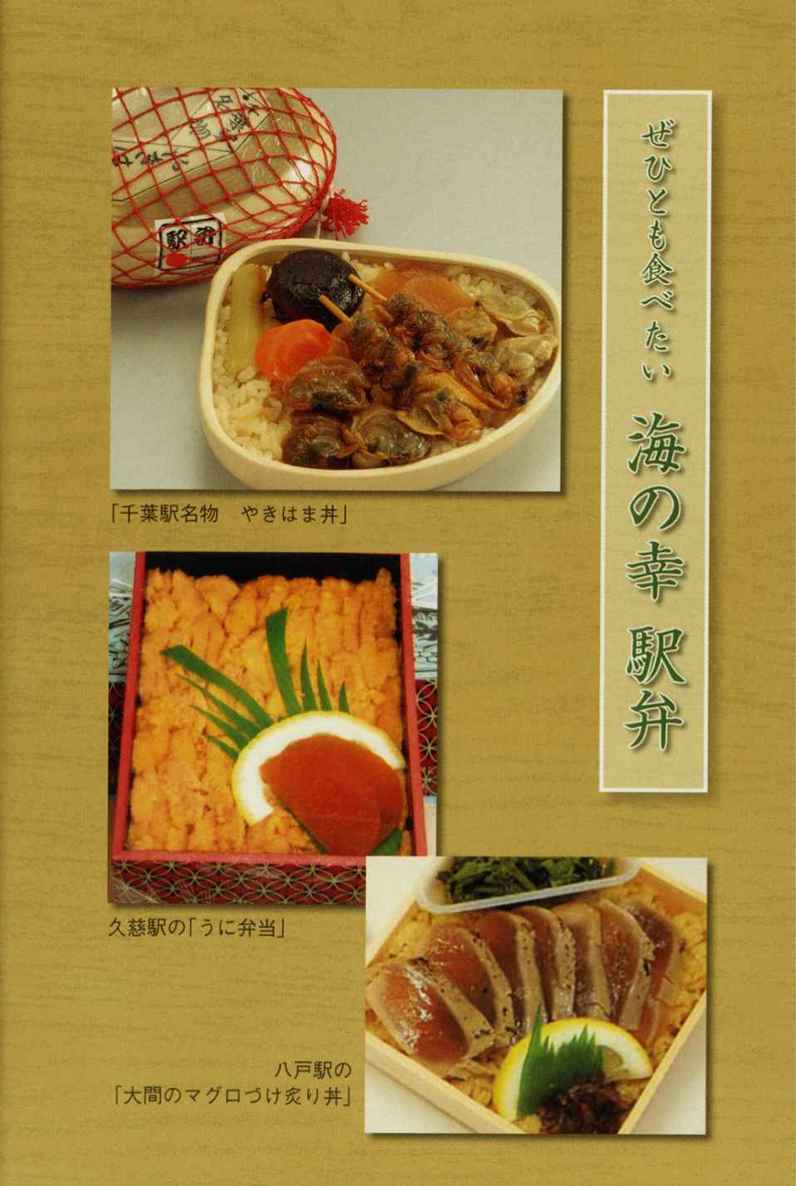 ぜひとも食べたい 海の幸 駅弁
駅弁
「千葉駅名物　やきはま丼」
久慈駅の「うに弁当」
八戸駅の
「大間のマグロづけ炙り丼」